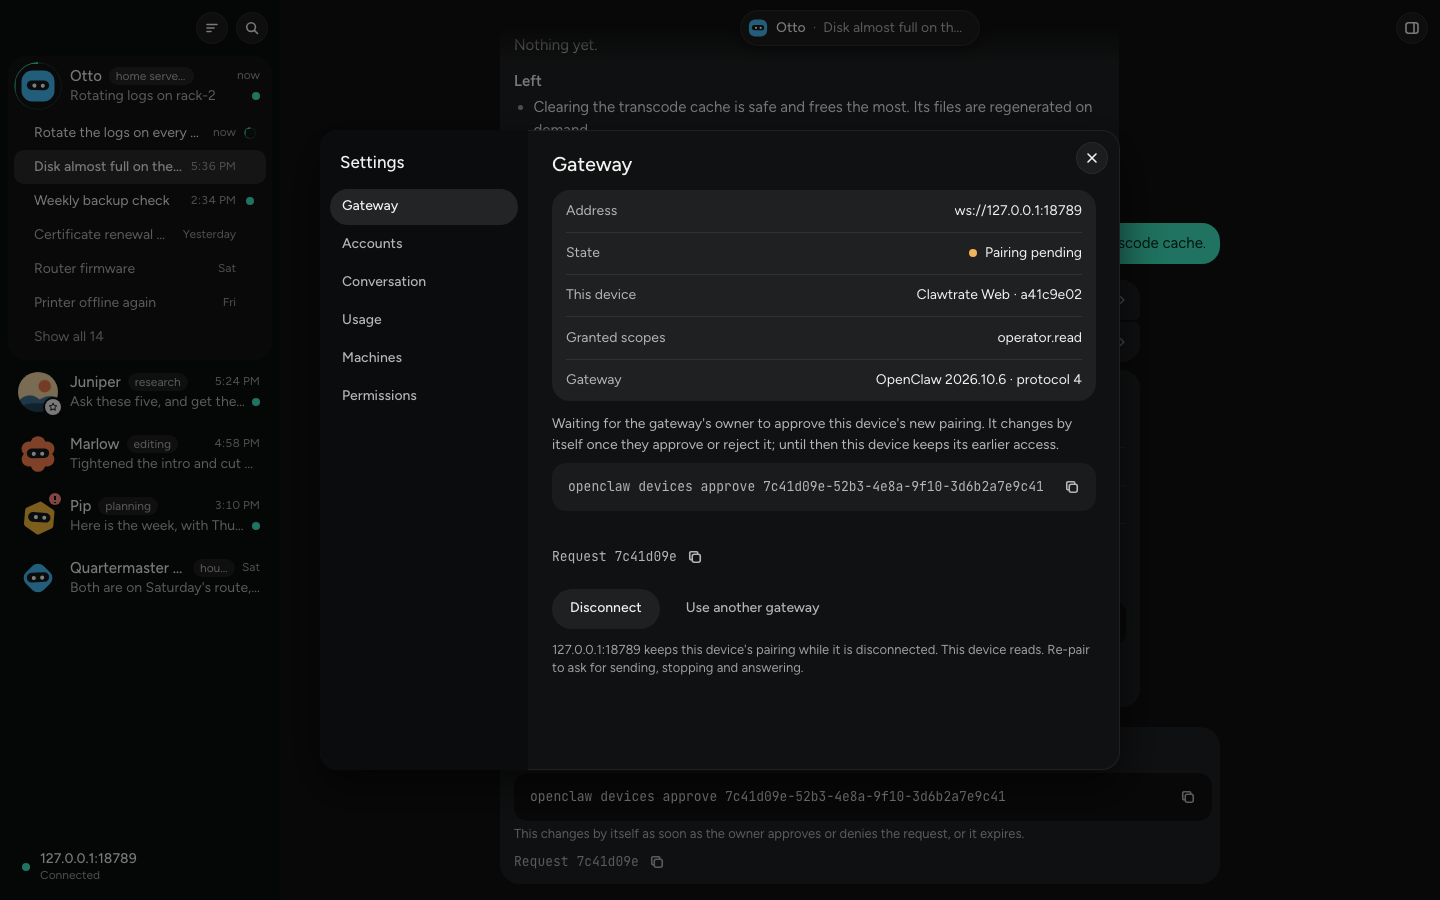 Otto · Disk almost full on th...
Otto home serve... now
Rotating logs on rack-2
Rotate the logs on every ... now
Disk almost full on the... 5:36 PM
Weekly backup check 2:34 PM
Certificate renewal ... Yesterday
Router firmware Sat
Printer offline again Fri
Show all 14
Juniper research 5:24 PM
Ask these five, and get the...
Marlow editing 4:58 PM
Tightened the intro and cut ...
Pip planning 3:10 PM
Here is the week, with Thu...
Quartermaster ... hou... Sat
Both are on Saturday's route,...
127.0.0.1:18789
Connected
Nothing yet.
Left
• Clearing the transcode cache is safe and frees the most. Its files are regenerated on
demand.
scode cache.
Settings
Gateway
Accounts
Conversation
Usage
Machines
Permissions
Gateway
Address ws://127.0.0.1:18789
State Pairing pending
This device Clawtrate Web · a41c9e02
Granted scopes operator.read
Gateway OpenClaw 2026.10.6 · protocol 4
Waiting for the gateway's owner to approve this device's new pairing. It changes by
itself once they approve or reject it; until then this device keeps its earlier access.
openclaw devices approve 7c41d09e-52b3-4e8a-9f10-3d6b2a7e9c41
Request 7c41d09e
Disconnect Use another gateway
127.0.0.1:18789 keeps this device's pairing while it is disconnected. This device reads. Re-pair
to ask for sending, stopping and answering.
openclaw devices approve 7c41d09e-52b3-4e8a-9f10-3d6b2a7e9c41
This changes by itself as soon as the owner approves or denies the request, or it expires.
Request 7c41d09e